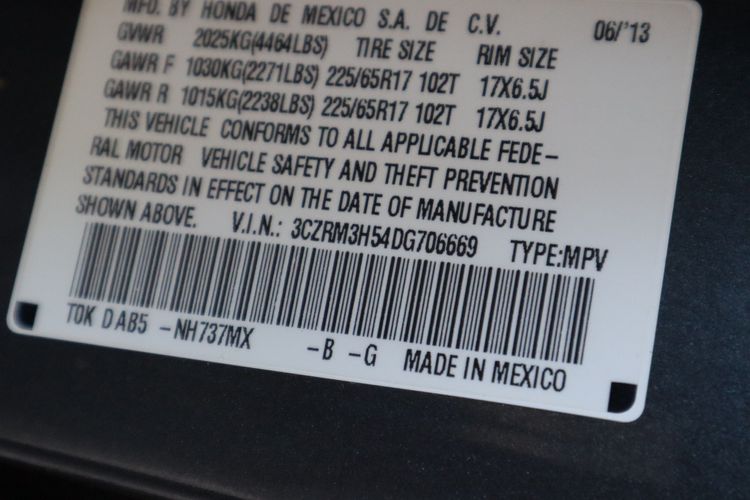 MFD. BY HONDA DE MEXICO S.A. DE C.V. 06/'13
GVWR 2025KG(4464LBS) TIRE SIZE RIM SIZE
GAWR F 1030KG(2271LBS) 225/65R17 102T 17X6.5J
GAWR R 1015KG(2238LBS) 225/65R17 102T 17X6.5J
THIS VEHICLE CONFORMS TO ALL APPLICABLE FEDE-
RAL MOTOR VEHICLE SAFETY AND THEFT PREVENTION
STANDARDS IN EFFECT ON THE DATE OF MANUFACTURE
SHOWN ABOVE. V.I.N.: 3CZRM3H54DG706669 TYPE:MPV
TOK DAB5 -NH737MX -B -G MADE IN MEXICO